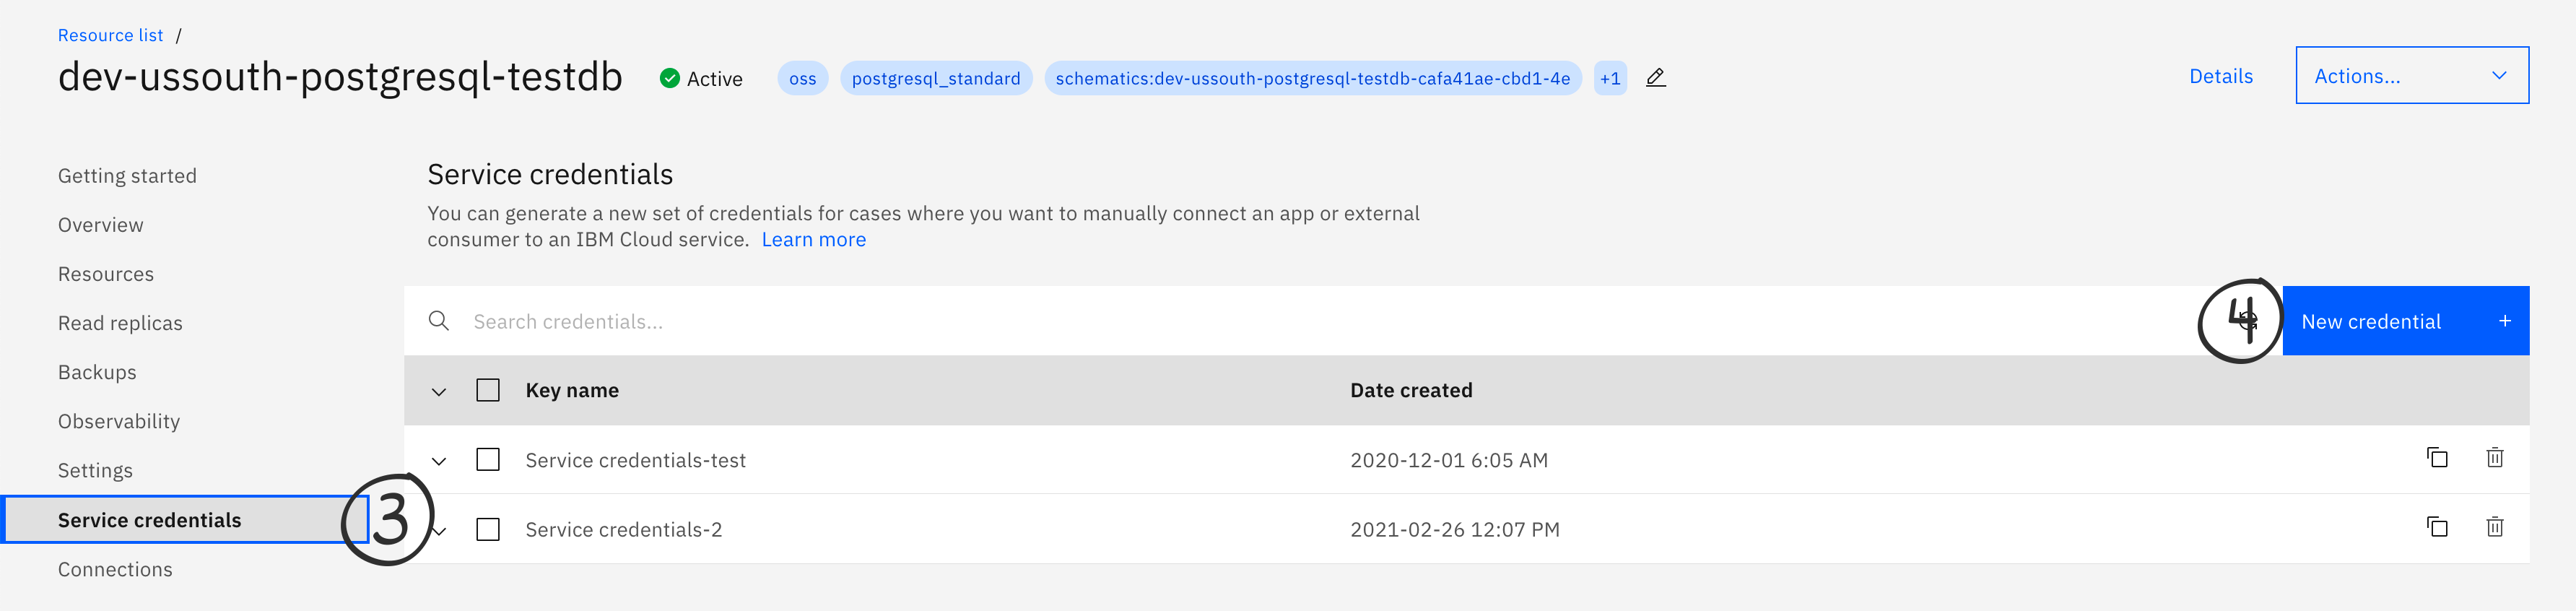 Resource list /
dev-ussouth-postgresql-testdb Active oss postgresql_standard schematics:dev-ussouth-postgresql-testdb-cafa41ae-cbd1-4e +1 Details Actions...
Getting started
Overview
Resources
Read replicas
Backups
Observability
Settings
Service credentials 3
Connections
Service credentials
You can generate a new set of credentials for cases where you want to manually connect an app or external
consumer to an IBM Cloud service. Learn more
Search credentials... 4 New credential +
Key name Date created
Service credentials-test 2020-12-01 6:05 AM
Service credentials-2 2021-02-26 12:07 PM